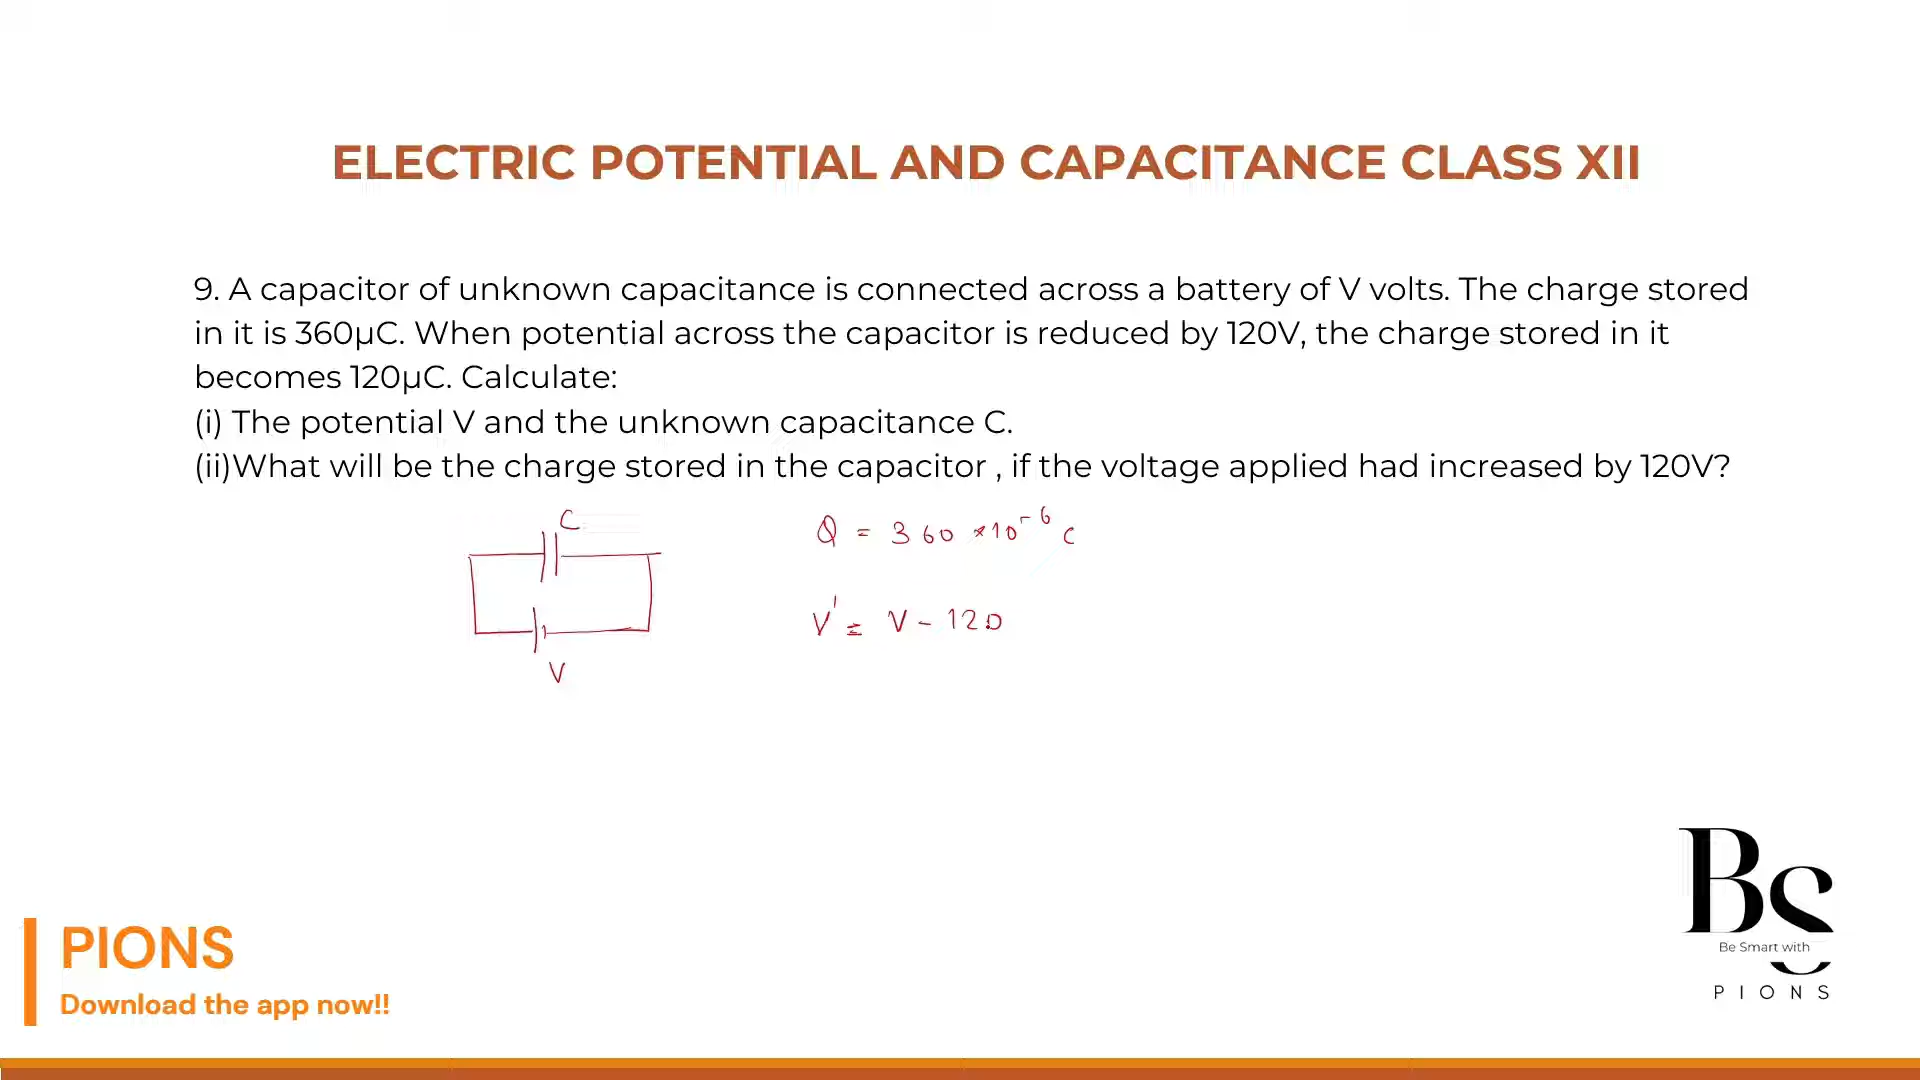 ELECTRIC POTENTIAL AND CAPACITANCE CLASS XII
9. A capacitor of unknown capacitance is connected across a battery of V volts. The charge stored
in it is 360µC. When potential across the capacitor is reduced by 120V, the charge stored in it
becomes 120µC. Calculate:
(i) The potential V and the unknown capacitance C.
(ii)What will be the charge stored in the capacitor , if the voltage applied had increased by 120V?
C
Q = 360 × 10⁻⁶ C
V' = V - 120
V
Bs
Be Smart with
PIONS
PIONS
Download the app now!!